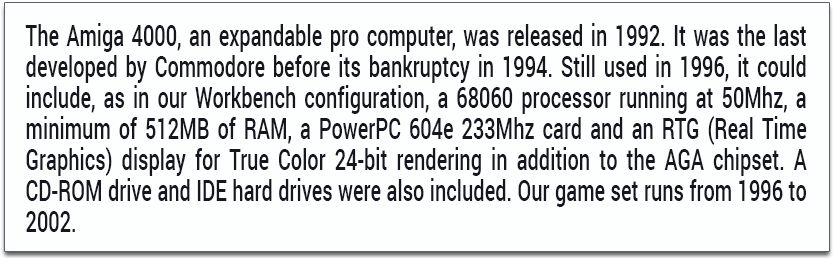 The Amiga 4000, an expandable pro computer, was released in 1992. It was the last
developed by Commodore before its bankruptcy in 1994. Still used in 1996, it could
include, as in our Workbench configuration, a 68060 processor running at 50Mhz, a
minimum of 512MB of RAM, a PowerPC 604e 233Mhz card and an RTG (Real Time
Graphics) display for True Color 24-bit rendering in addition to the AGA chipset. A
CD-ROM drive and IDE hard drives were also included. Our game set runs from 1996 to
2002.